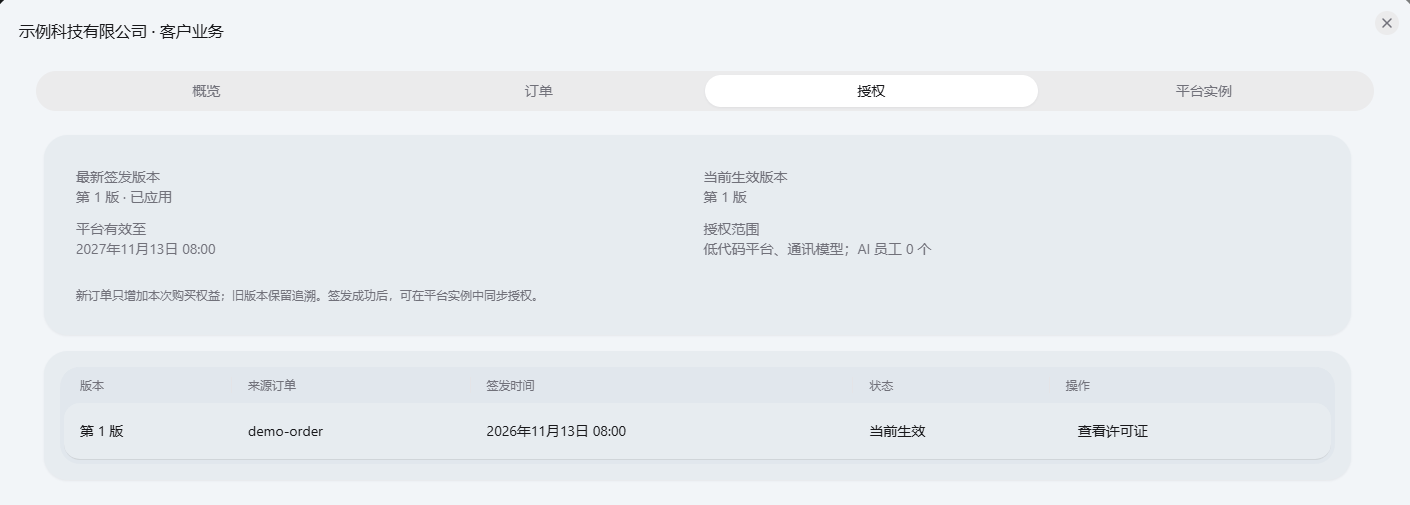 示例科技有限公司 · 客户业务
概览 订单 授权 平台实例
最新签发版本 当前生效版本
第 1 版 · 已应用 第 1 版
平台有效至 授权范围
2027年11月13日 08:00 低代码平台、通讯模型；AI 员工 0 个
新订单只增加本次购买权益；旧版本保留追溯。签发成功后，可在平台实例中同步授权。
版本 来源订单 签发时间 状态 操作
第 1 版 demo-order 2026年11月13日 08:00 当前生效 查看许可证